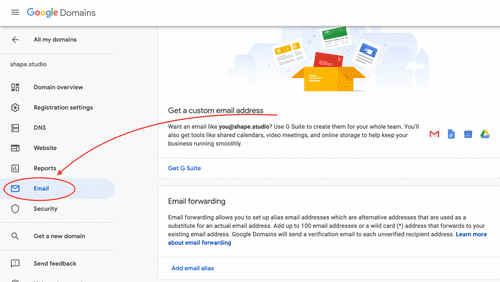 Google Domains
All my domains
shape.studio
Domain overview
Registration settings
DNS
Website
Reports
Email
Security
Get a new domain
Send feedback
Help
Get a custom email address
Want an email like you@shape.studio? Use G Suite to create them for your whole team. You'll
also get tools like shared calendars, video meetings, and online storage to help keep your
business running smoothly.
Get G Suite
Email forwarding
Email forwarding allows you to set up alias email addresses which are alternative addresses that are used as a
substitute for an actual email address. Add up to 100 email addresses or a wild card (*) address that forwards to your
existing email address. Google Domains will send a verification email to each unverified recipient address. Learn more
about email forwarding
Add email alias